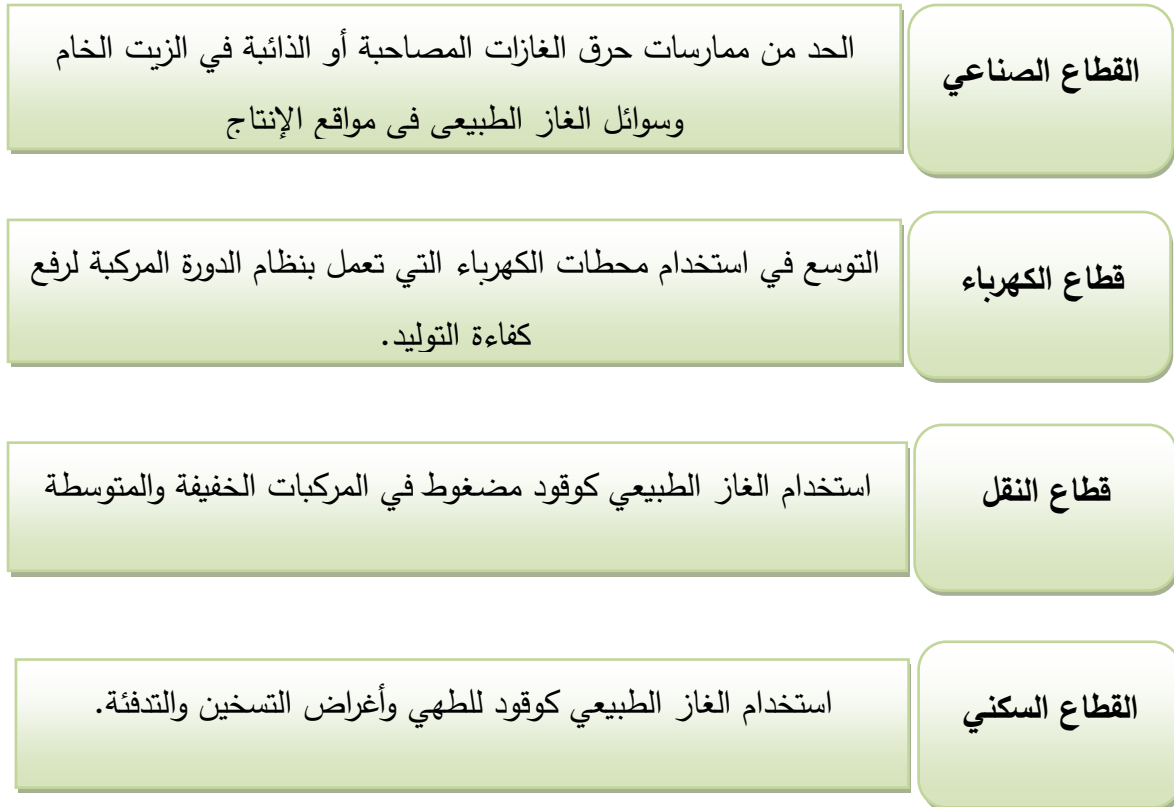 القطاع الصناعي
الحد من ممارسات حرق الغازات المصاحبة أو الذائبة في الزيت الخام
وسوائل الغاز الطبيعى فى مواقع الإنتاج
قطاع الكهرباء
التوسع في استخدام محطات الكهرباء التي تعمل بنظام الدورة المركبة لرفع
كفاءة التوليد.
قطاع النقل
استخدام الغاز الطبيعي كوقود مضغوط في المركبات الخفيفة والمتوسطة
القطاع السكني
استخدام الغاز الطبيعي كوقود للطهي وأغراض التسخين والتدفئة.